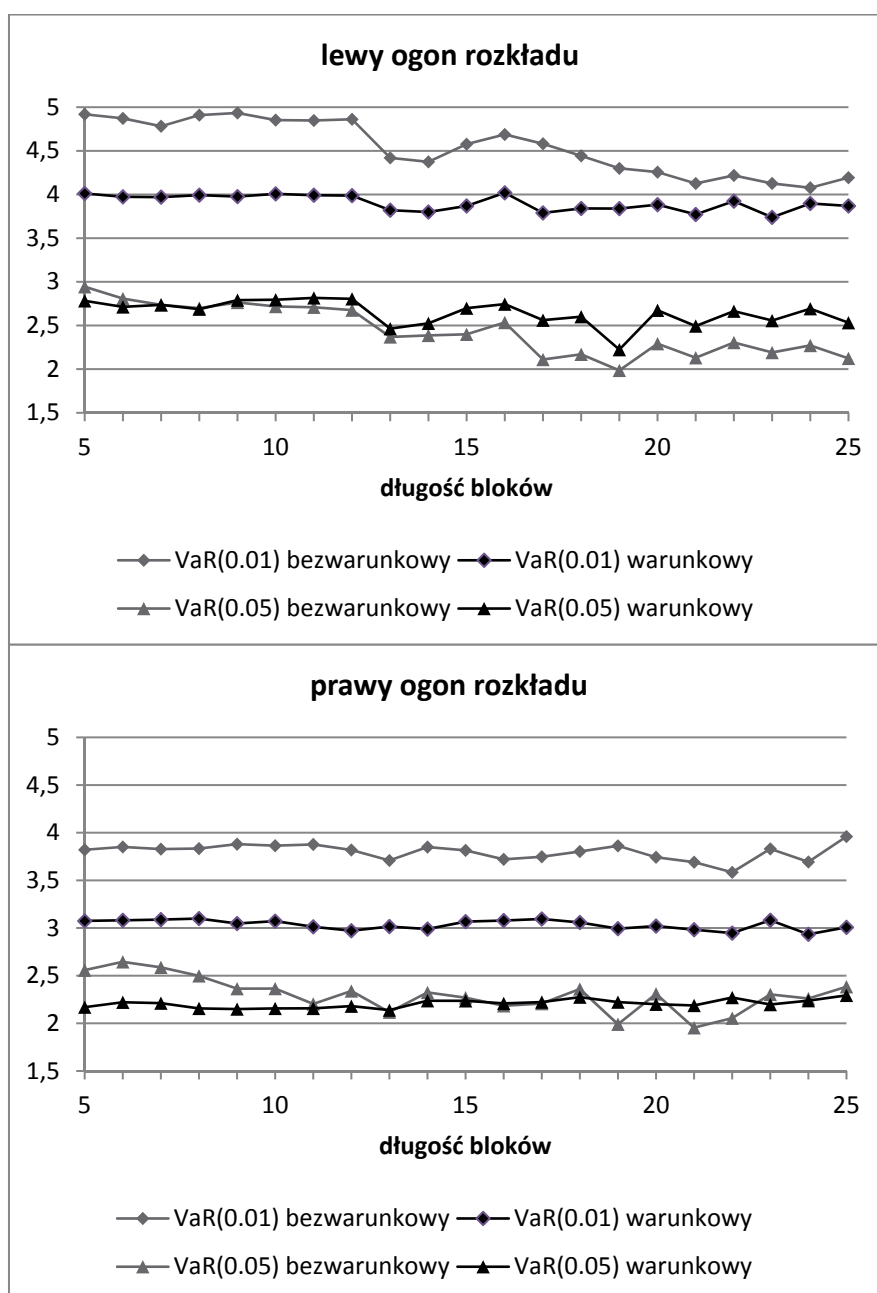 lewy ogon rozkładu
5
4,5
4
3,5
3
2,5
2
1,5
5 10 15 20 25
długość bloków
VaR(0.01) bezwarunkowy VaR(0.01) warunkowy
VaR(0.05) bezwarunkowy VaR(0.05) warunkowy
prawy ogon rozkładu
5
4,5
4
3,5
3
2,5
2
1,5
5 10 15 20 25
długość bloków
VaR(0.01) bezwarunkowy VaR(0.01) warunkowy
VaR(0.05) bezwarunkowy VaR(0.05) warunkowy